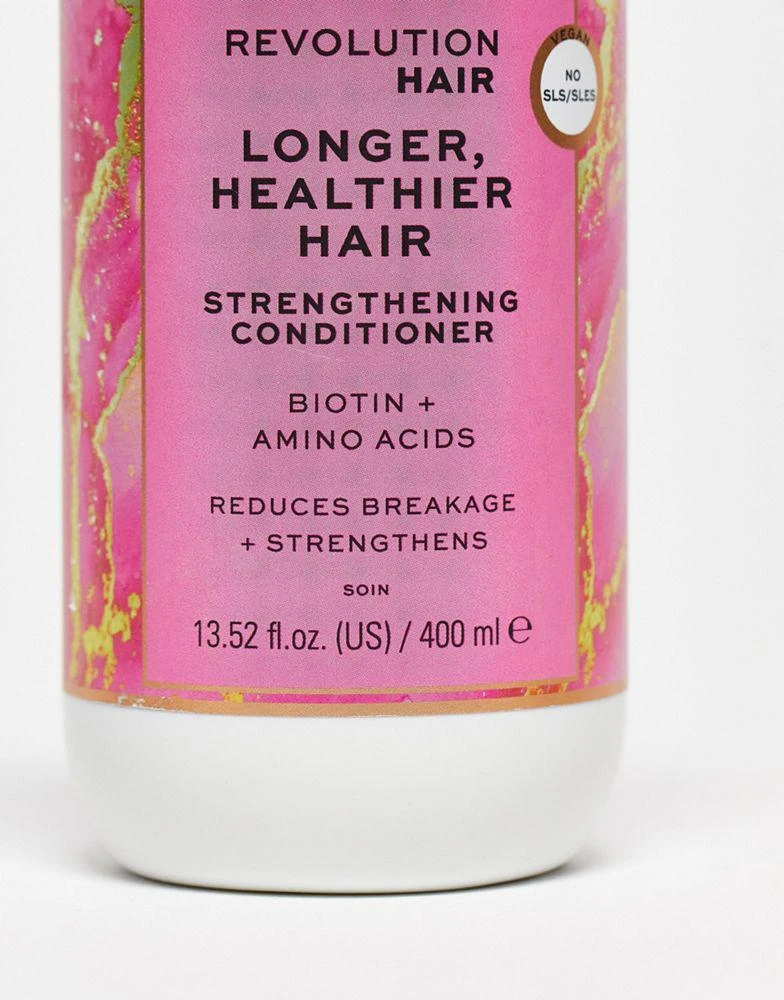 REVOLUTION
HAIR
VEGAN
NO
SLS/SLES
LONGER,
HEALTHIER
HAIR
STRENGTHENING
CONDITIONER
BIOTIN +
AMINO ACIDS
REDUCES BREAKAGE
+ STRENGTHENS
SOIN
13.52 fl.oz. (US) / 400 ml ℮